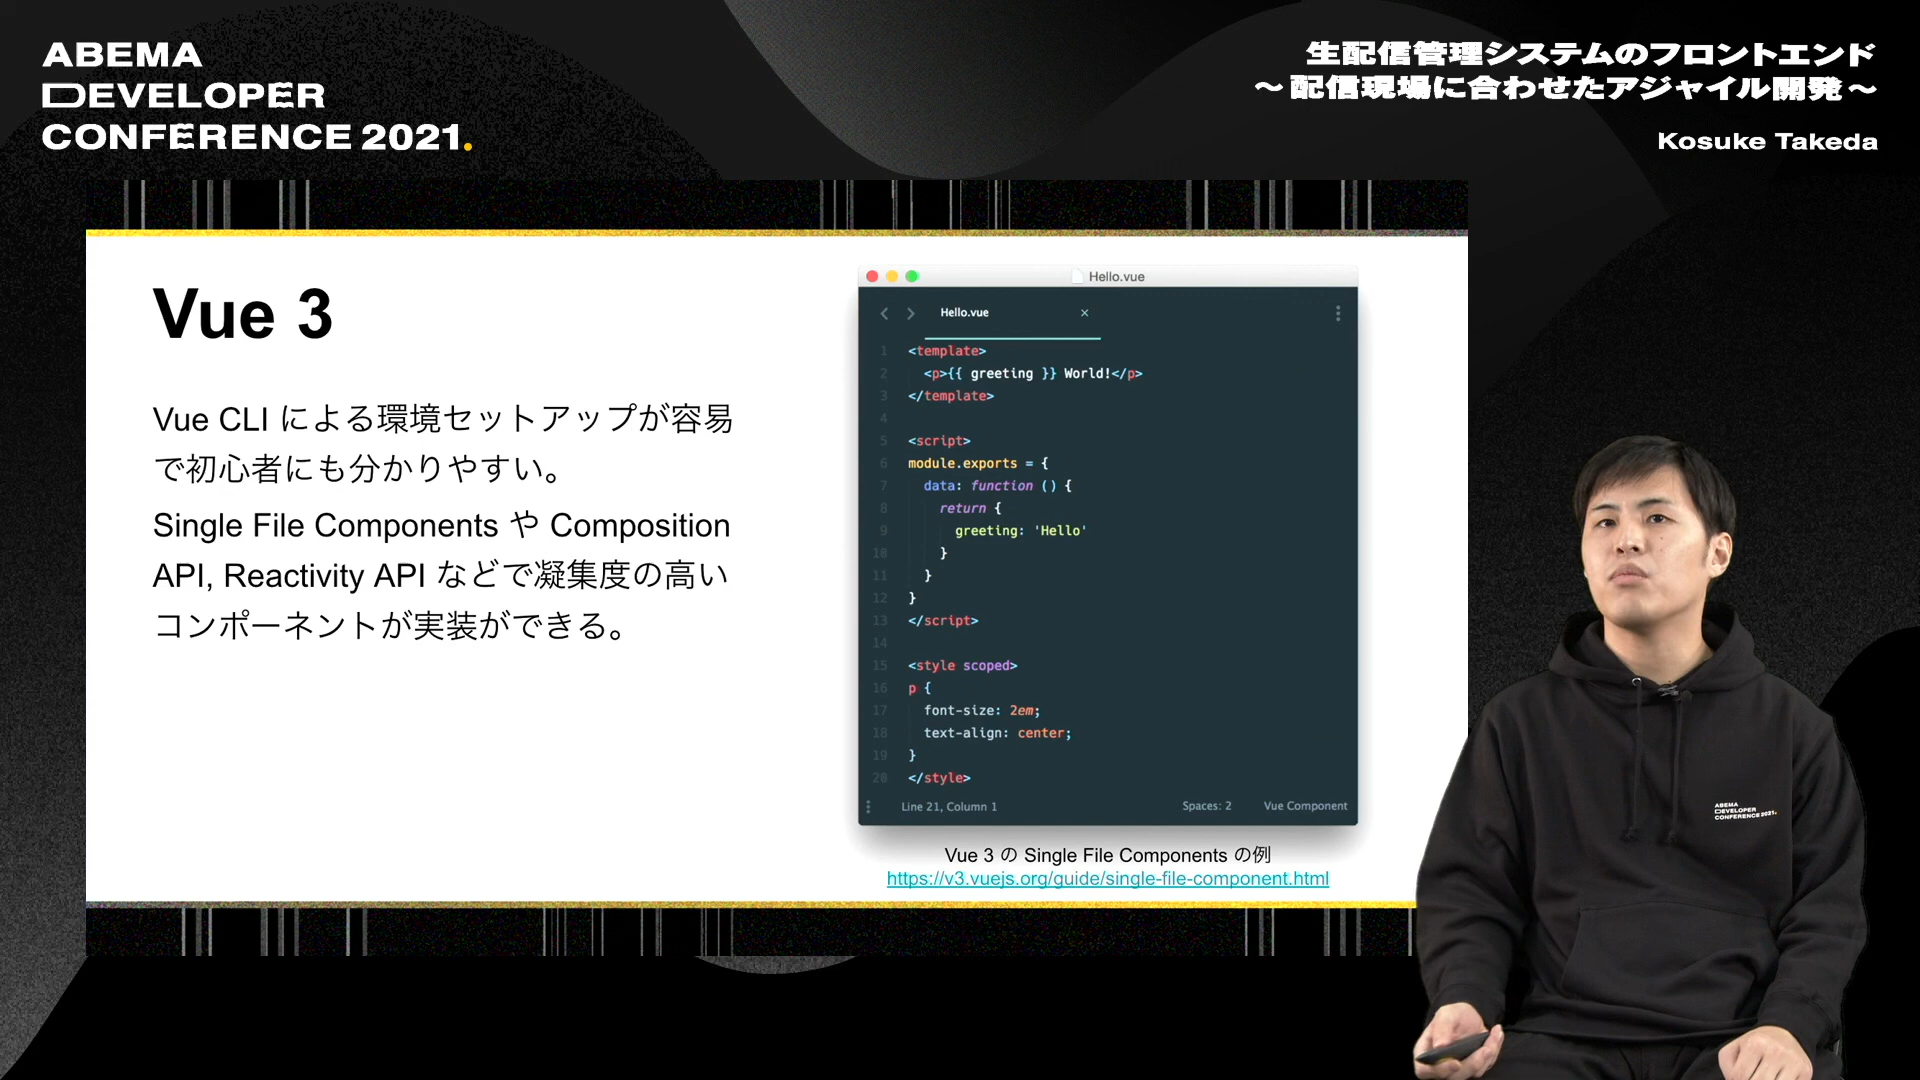 ABEMA
DEVELOPER
CONFERENCE 2021.
生配信管理システムのフロントエンド
～配信現場に合わせたアジャイル開発～
Kosuke Takeda
Vue 3
Vue CLI による環境セットアップが容易
で初心者にも分かりやすい。
Single File Components や Composition
API, Reactivity API などで凝集度の高い
コンポーネントが実装ができる。
Hello.vue
Hello.vue ×
1 <template>
2 <p>{{ greeting }} World!</p>
3 </template>
4
5 <script>
6 module.exports = {
7 data: function () {
8 return {
9 greeting: 'Hello'
10 }
11 }
12 }
13 </script>
14
15 <style scoped>
16 p {
17 font-size: 2em;
18 text-align: center;
19 }
20 </style>
Line 21, Column 1 Spaces: 2 Vue Component
Vue 3 の Single File Components の例
https://v3.vuejs.org/guide/single-file-component.html
ABEMA
DEVELOPER
CONFERENCE 2021.